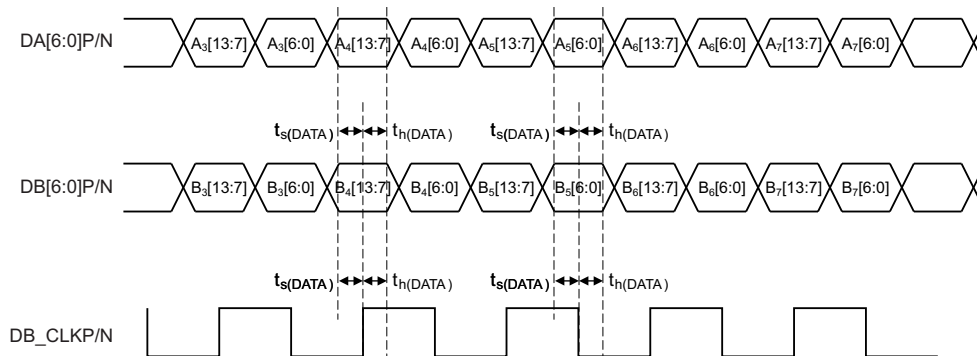 DA[6:0]P/N A₃[13:7] A₃[6:0] A₄[13:7] A₄[6:0] A₅[13:7] A₅[6:0] A₆[13:7] A₆[6:0] A₇[13:7] A₇[6:0]
ts(DATA) th(DATA) ts(DATA) th(DATA)
DB[6:0]P/N B₃[13:7] B₃[6:0] B₄[13:7] B₄[6:0] B₅[13:7] B₅[6:0] B₆[13:7] B₆[6:0] B₇[13:7] B₇[6:0]
ts(DATA) th(DATA) ts(DATA) th(DATA)
DB_CLKP/N